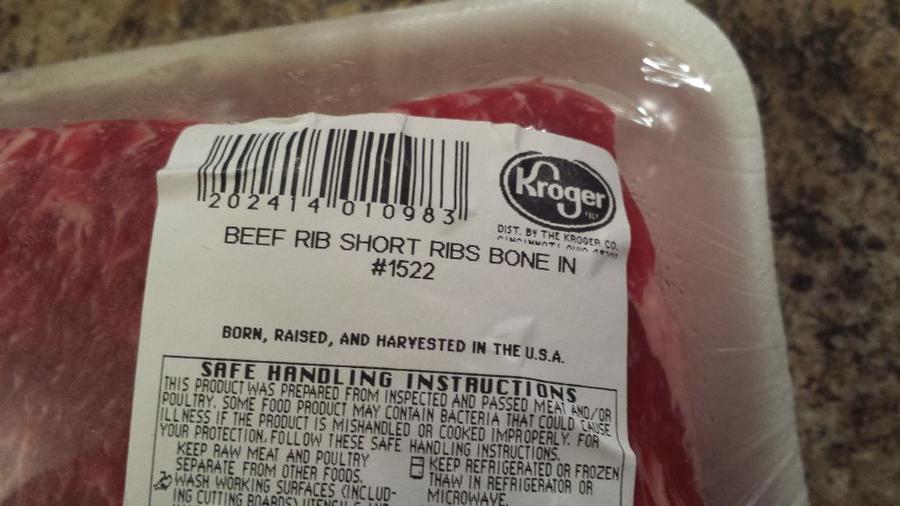 202414 010983
Kroger
DIST. BY THE KROGER CO.
BEEF RIB SHORT RIBS BONE IN
#1522
BORN, RAISED, AND HARVESTED IN THE U.S.A.
SAFE HANDLING INSTRUCTIONS
THIS PRODUCT WAS PREPARED FROM INSPECTED AND PASSED MEAT AND/OR
POULTRY. SOME FOOD PRODUCT MAY CONTAIN BACTERIA THAT COULD CAUSE
ILLNESS IF THE PRODUCT IS MISHANDLED OR COOKED IMPROPERLY. FOR
YOUR PROTECTION, FOLLOW THESE SAFE HANDLING INSTRUCTIONS.
KEEP RAW MEAT AND POULTRY
SEPARATE FROM OTHER FOODS.
WASH WORKING SURFACES (INCLUD-
ING CUTTING BOARDS)
KEEP REFRIGERATED OR FROZEN
THAW IN REFRIGERATOR OR
MICROWAVE.